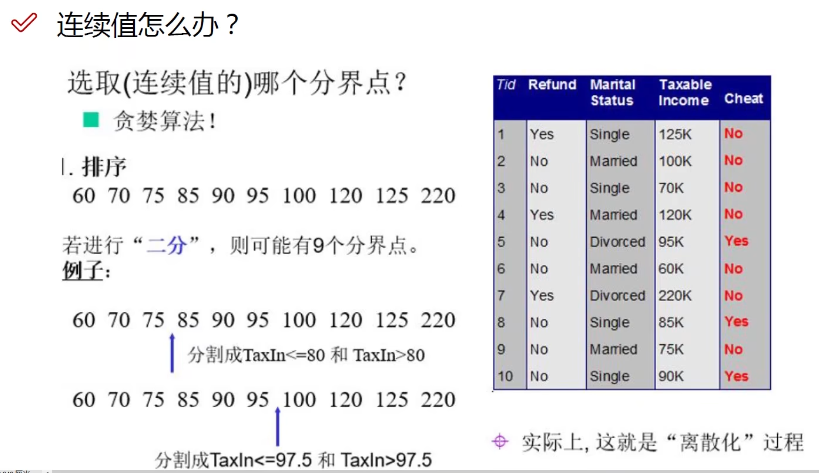 连续值怎么办？
选取(连续值的)哪个分界点？
贪婪算法！
I. 排序
60 70 75 85 90 95 100 120 125 220
若进行“二分”，则可能有9个分界点。
例子：
60 70 75 85 90 95 100 120 125 220
分割成TaxIn<=80 和 TaxIn>80
60 70 75 85 90 95 100 120 125 220
分割成TaxIn<=97.5 和 TaxIn>97.5
Tid Refund Marital Status Taxable Income Cheat
1 Yes Single 125K No
2 No Married 100K No
3 No Single 70K No
4 Yes Married 120K No
5 No Divorced 95K Yes
6 No Married 60K No
7 Yes Divorced 220K No
8 No Single 85K Yes
9 No Married 75K No
10 No Single 90K Yes
实际上, 这就是“离散化”过程